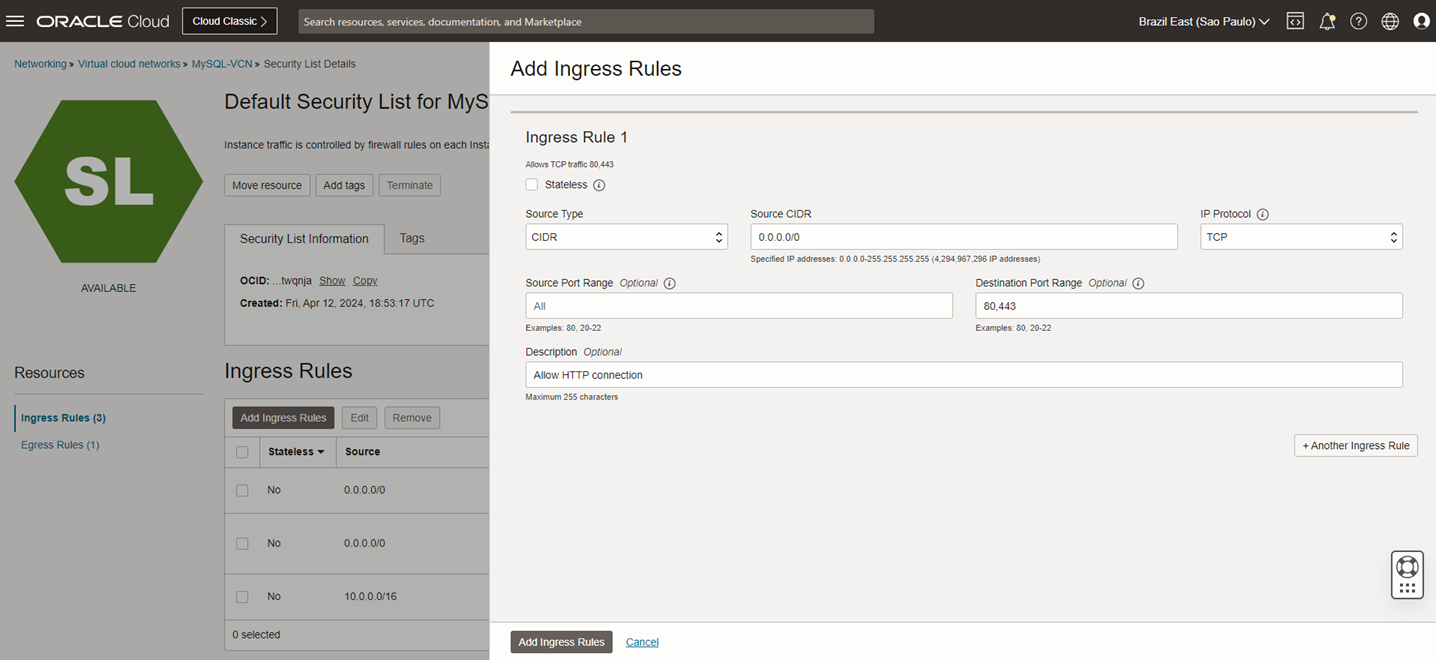 ORACLE Cloud
Cloud Classic >
Search resources, services, documentation, and Marketplace
Brazil East (Sao Paulo)
Networking » Virtual cloud networks » MySQL-VCN » Security List Details
SL
AVAILABLE
Default Security List for MyS
Instance traffic is controlled by firewall rules on each Insta
Move resource
Add tags
Terminate
Security List Information
Tags
OCID: ...twqnja Show Copy
Created: Fri, Apr 12, 2024, 18:53:17 UTC
Resources
Ingress Rules (3)
Egress Rules (1)
Ingress Rules
Add Ingress Rules
Edit
Remove
Stateless
Source
No
0.0.0.0/0
No
0.0.0.0/0
No
10.0.0.0/16
0 selected
Add Ingress Rules
Ingress Rule 1
Allows TCP traffic 80,443
Stateless
Source Type
CIDR
Source CIDR
0.0.0.0/0
Specified IP addresses: 0.0.0.0-255.255.255.255 (4,294,967,296 IP addresses)
IP Protocol
TCP
Source Port Range Optional
All
Examples: 80, 20-22
Destination Port Range Optional
80,443
Examples: 80, 20-22
Description Optional
Allow HTTP connection
Maximum 255 characters
+ Another Ingress Rule
Add Ingress Rules
Cancel